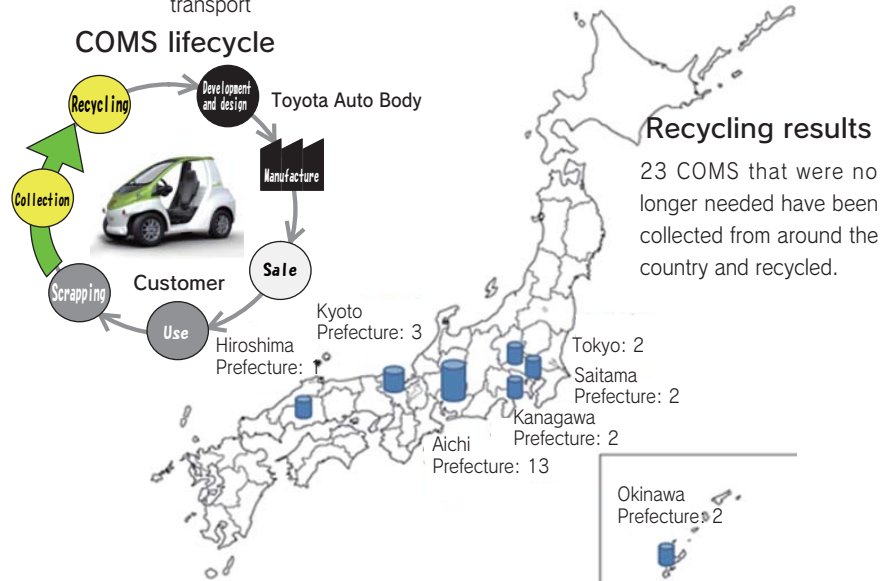 transport
COMS lifecycle
Recycling
Development
and design
Toyota Auto Body
Manufacture
Collection
Sale
Scrapping
Customer
Use
Recycling results
23 COMS that were no
longer needed have been
collected from around the
country and recycled.
Kyoto
Prefecture: 3
Hiroshima
Prefecture: 1
Tokyo: 2
Saitama
Prefecture: 2
Kanagawa
Prefecture: 2
Aichi
Prefecture: 13
Okinawa
Prefecture: 2